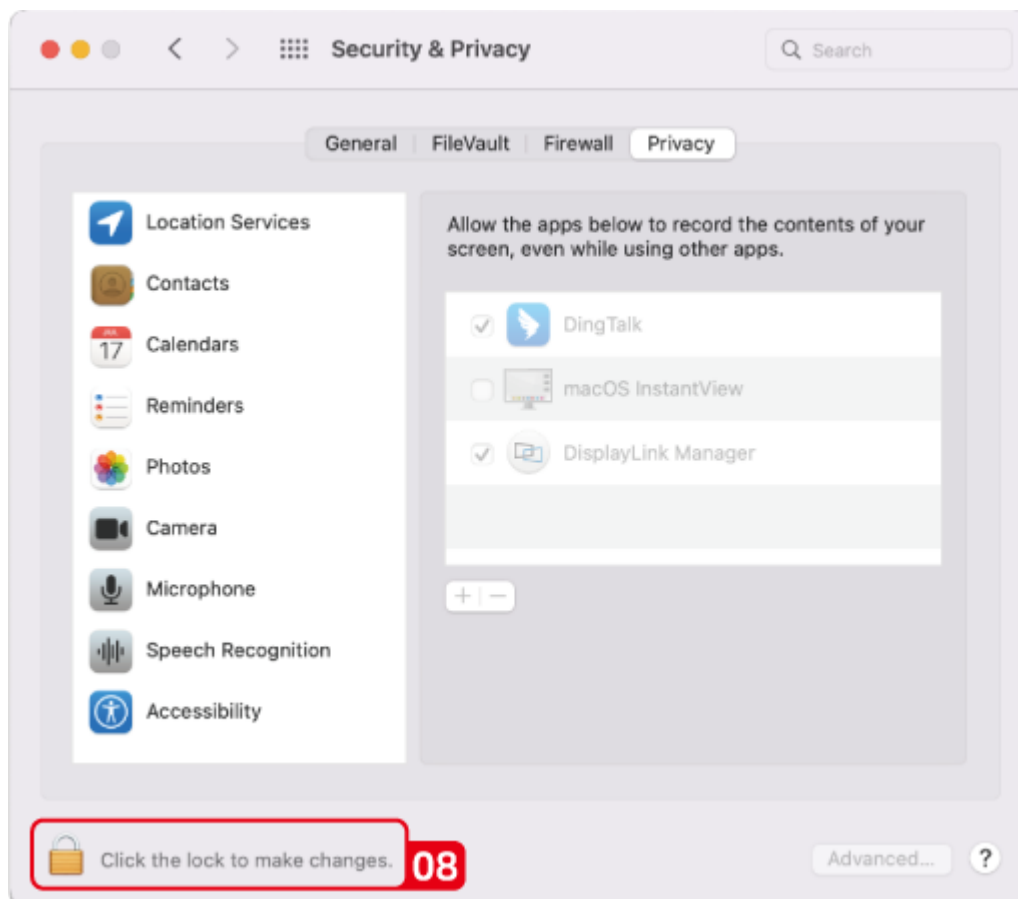 Security & Privacy
Search
General FileVault Firewall Privacy
Location Services
Contacts
JUL
17
Calendars
Reminders
Photos
Camera
Microphone
Speech Recognition
Accessibility
Allow the apps below to record the contents of your
screen, even while using other apps.
DingTalk
macOS InstantView
DisplayLink Manager
+ | −
Click the lock to make changes.
08
Advanced...
?